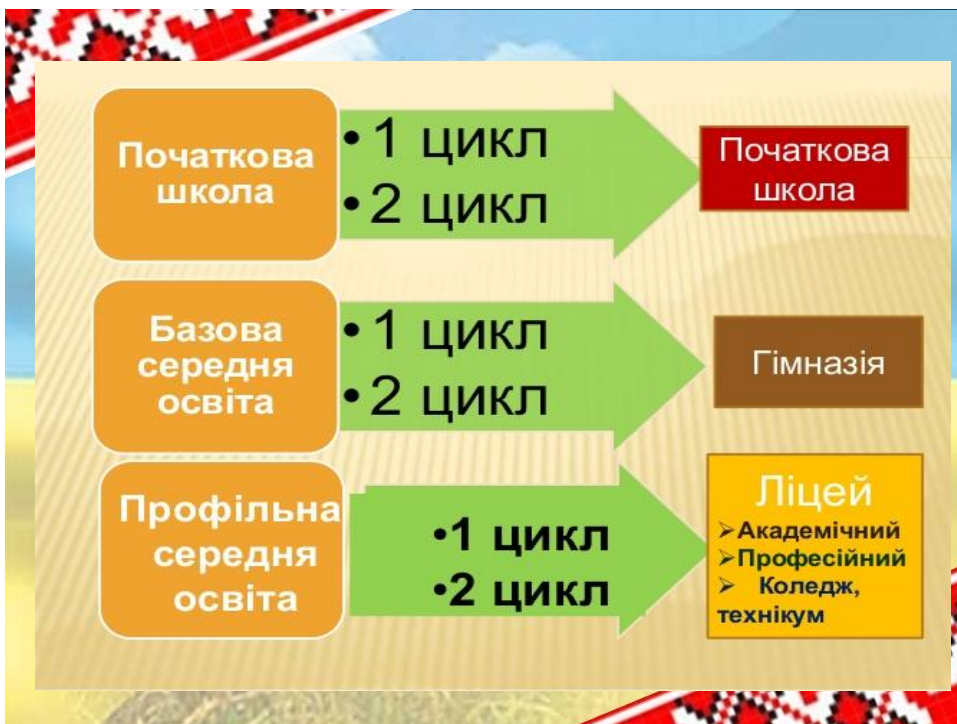 Початкова
школа
• 1 цикл
• 2 цикл
Початкова
школа
Базова
середня
освіта
• 1 цикл
• 2 цикл
Гімназія
Профільна
середня
освіта
•1 цикл
•2 цикл
Ліцей
➢Академічний
➢Професійний
➢ Коледж,
технікум